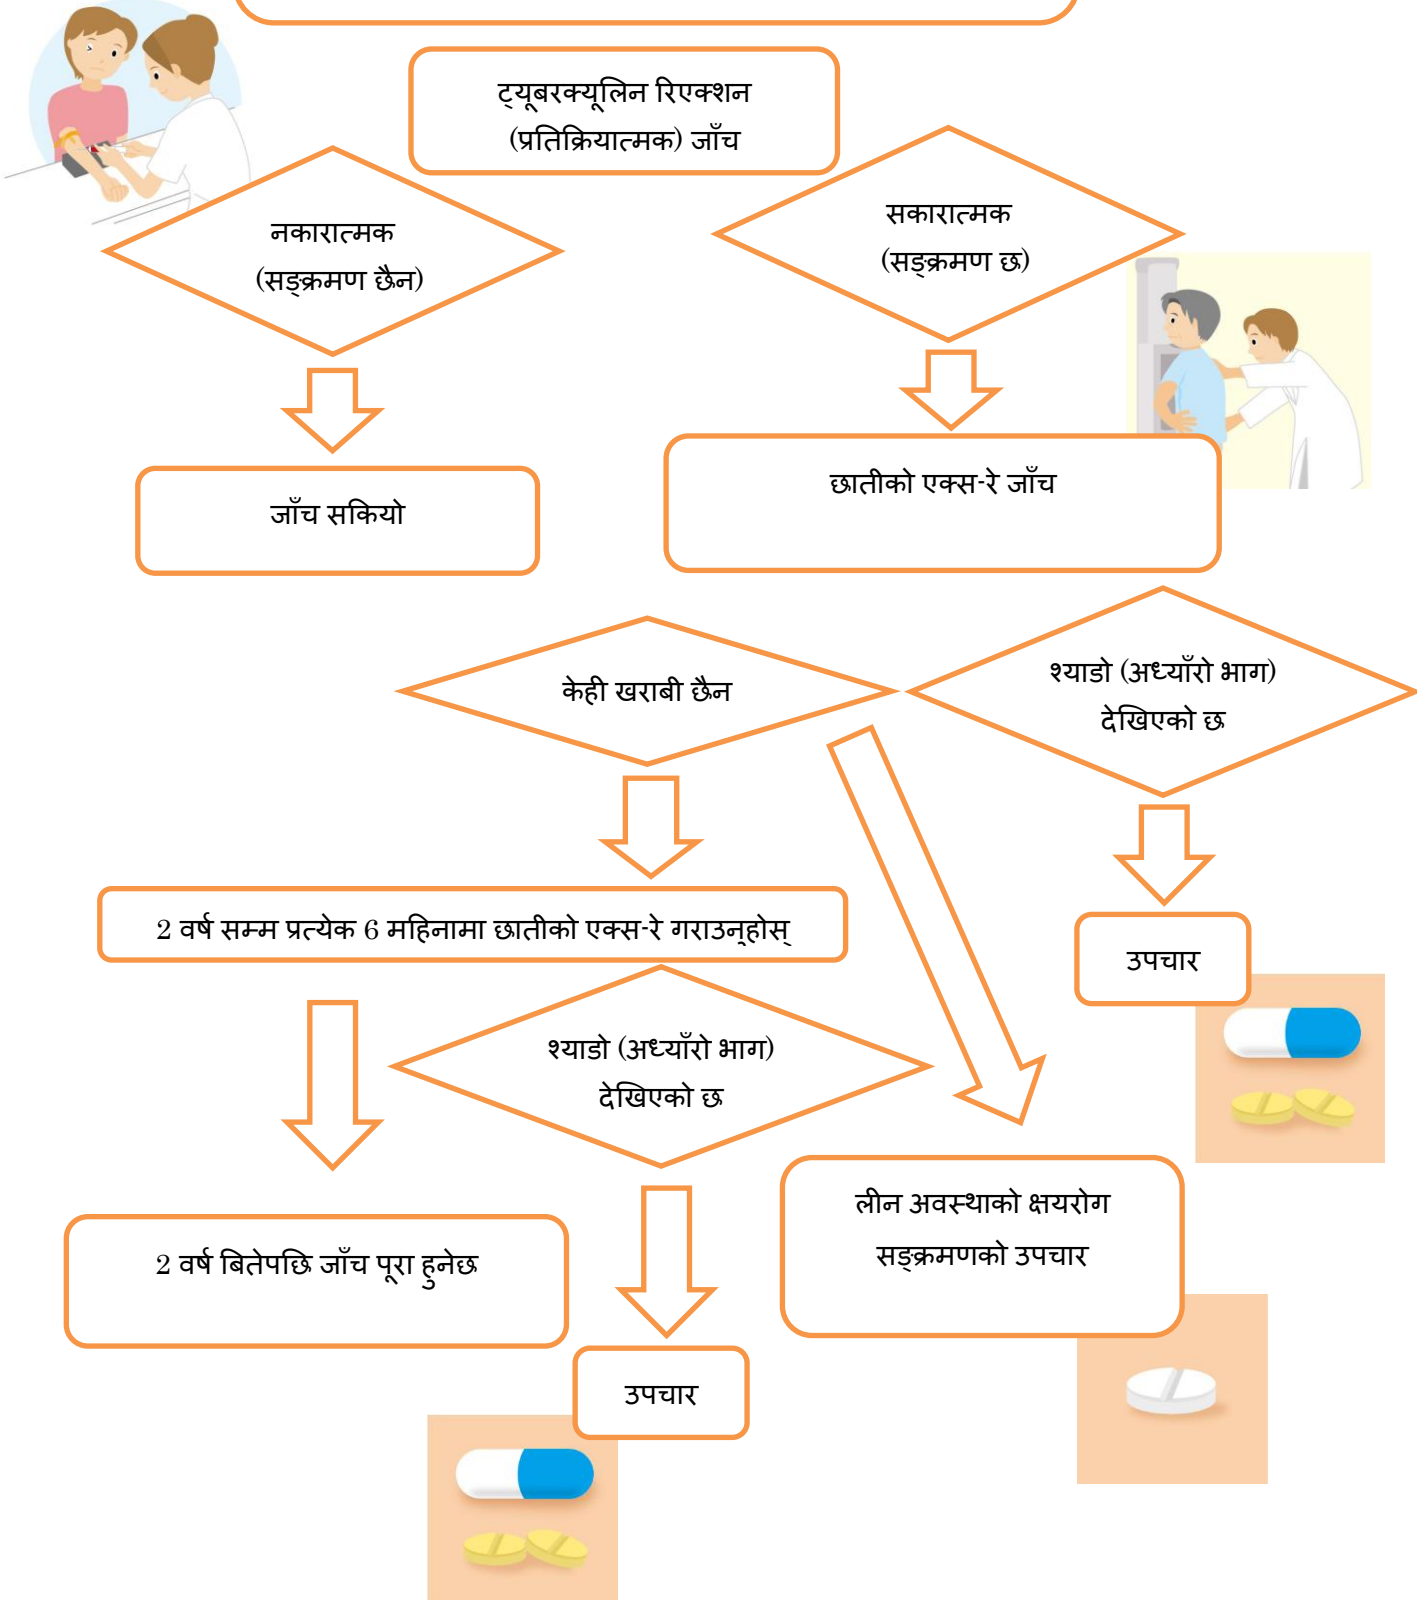 ट्यूबरक्यूलिन रिएक्शन
(प्रतिक्रियात्मक) जाँच
नकारात्मक
(सङ्क्रमण छैन)
सकारात्मक
(सङ्क्रमण छ)
जाँच सकियो
छातीको एक्स-रे जाँच
केही खराबी छैन
श्याडो (अध्याँरो भाग)
देखिएको छ
2 वर्ष सम्म प्रत्येक 6 महिनामा छातीको एक्स-रे गराउनुहोस्
उपचार
श्याडो (अध्याँरो भाग)
देखिएको छ
लीन अवस्थाको क्षयरोग
सङ्क्रमणको उपचार
2 वर्ष बितेपछि जाँच पूरा हुनेछ
उपचार